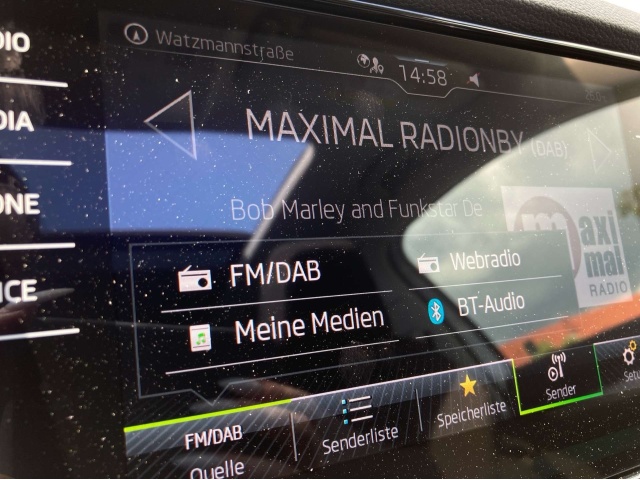 Watzmannstraße
14:58
DIO
DIA
ONE
ICE
MAXIMAL RADIONBY (DAB)
Bob Marley and Funkstar De
maxi
mal
RADIO
FM/DAB
Webradio
Meine Medien
BT-Audio
FM/DAB
Quelle
Senderliste
Speicherliste
Sender
Setu